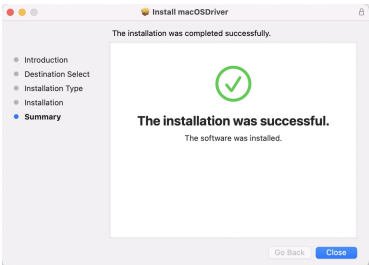 Install macOSDriver
The installation was completed successfully.
Introduction
Destination Select
Installation Type
Installation
Summary
The installation was successful.
The software was installed.
Go Back
Close